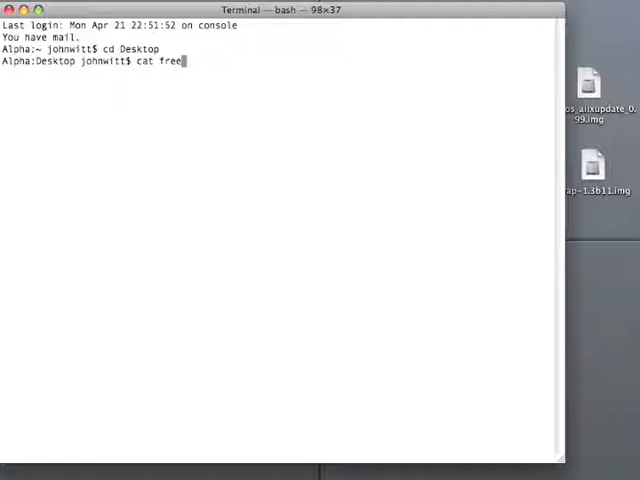 Terminal — bash — 98×37
Last login: Mon Apr 21 22:51:52 on console
You have mail.
Alpha:~ johnwitt$ cd Desktop
Alpha:Desktop johnwitt$ cat free
os_alixupdate_0.
99.img
rap-1.3b11.img